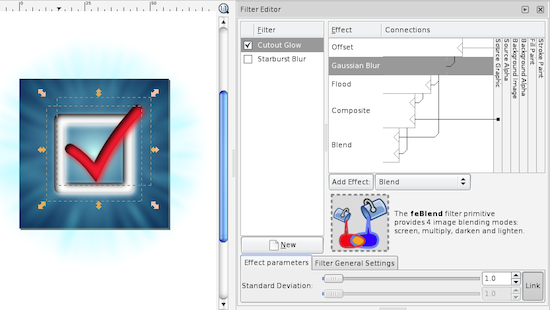 0
25
50
Filter Editor
Filter
Effect
Connections
Cutout Glow
Starburst Blur
Offset
Gaussian Blur
Flood
Composite
Blend
Stroke Paint
Fill Paint
Background Alpha
Background Image
Source Alpha
Source Graphic
Add Effect:
Blend
The feBlend filter primitive
provides 4 image blending modes:
screen, multiply, darken and lighten.
New
Effect parameters
Filter General Settings
Standard Deviation:
1.0
1.0
Link